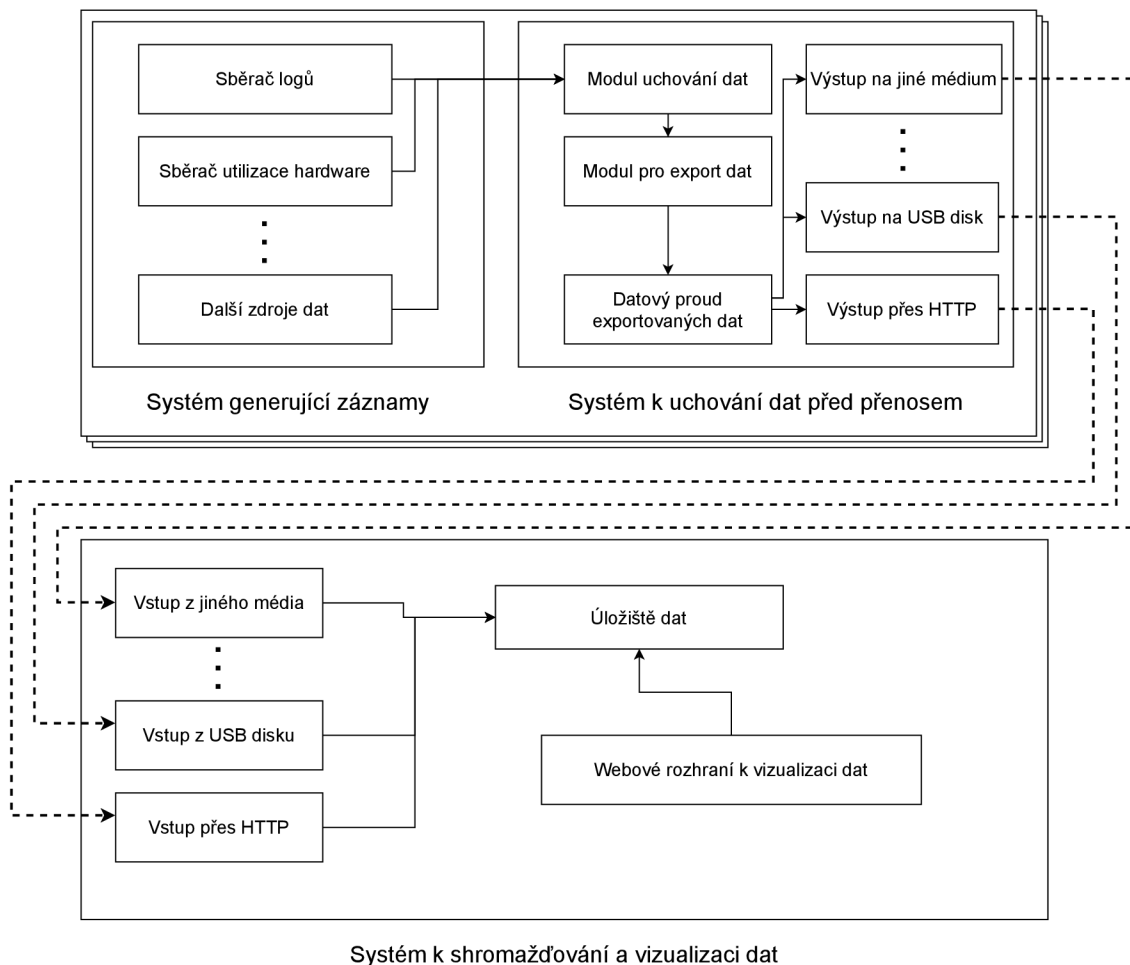 Sběrač logů
Sběrač utilizace hardware
Další zdroje dat
Systém generující záznamy
Modul uchování dat
Modul pro export dat
Datový proud
exportovaných dat
Výstup na jiné médium
Výstup na USB disk
Výstup přes HTTP
Systém k uchování dat před přenosem
Vstup z jiného média
Vstup z USB disku
Vstup přes HTTP
Úložiště dat
Webové rozhraní k vizualizaci dat
Systém k shromažďování a vizualizaci dat